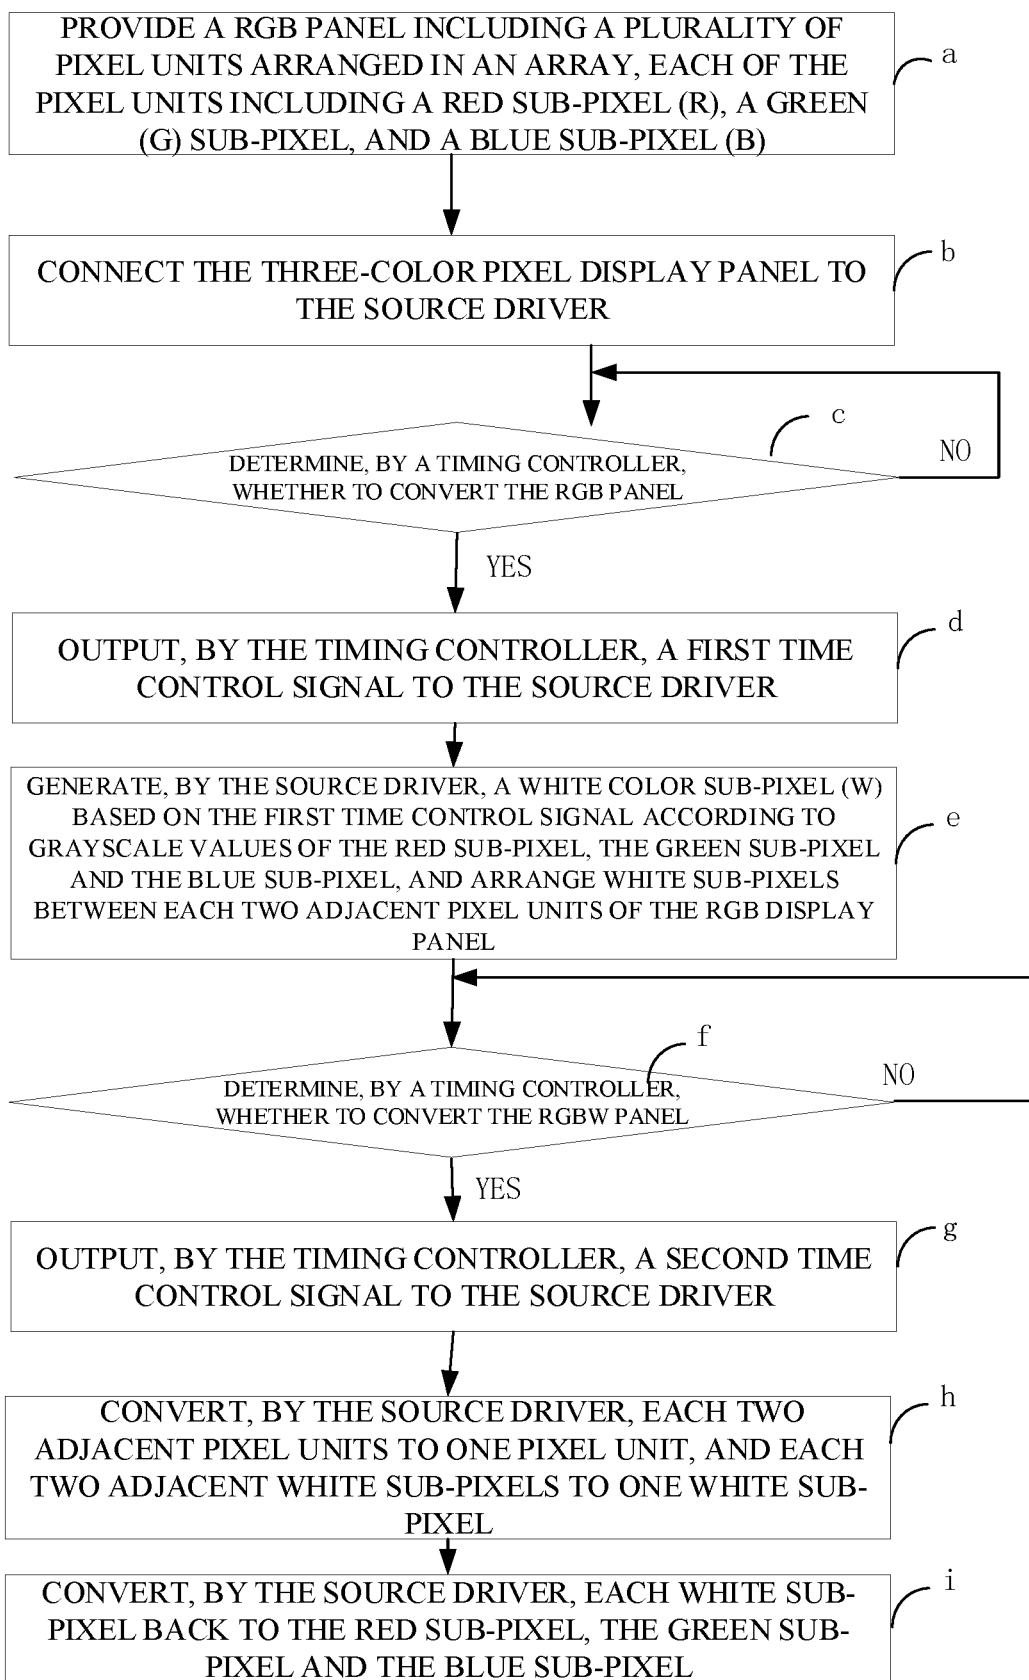 PROVIDE A RGB PANEL INCLUDING A PLURALITY OF
PIXEL UNITS ARRANGED IN AN ARRAY, EACH OF THE
PIXEL UNITS INCLUDING A RED SUB-PIXEL (R), A GREEN
(G) SUB-PIXEL, AND A BLUE SUB-PIXEL (B)
a
CONNECT THE THREE-COLOR PIXEL DISPLAY PANEL TO
THE SOURCE DRIVER
b
DETERMINE, BY A TIMING CONTROLLER,
WHETHER TO CONVERT THE RGB PANEL
c
NO
YES
OUTPUT, BY THE TIMING CONTROLLER, A FIRST TIME
CONTROL SIGNAL TO THE SOURCE DRIVER
d
GENERATE, BY THE SOURCE DRIVER, A WHITE COLOR SUB-PIXEL (W)
BASED ON THE FIRST TIME CONTROL SIGNAL ACCORDING TO
GRAYSCALE VALUES OF THE RED SUB-PIXEL, THE GREEN SUB-PIXEL
AND THE BLUE SUB-PIXEL, AND ARRANGE WHITE SUB-PIXELS
BETWEEN EACH TWO ADJACENT PIXEL UNITS OF THE RGB DISPLAY
PANEL
e
DETERMINE, BY A TIMING CONTROLLER,
WHETHER TO CONVERT THE RGBW PANEL
f
NO
YES
OUTPUT, BY THE TIMING CONTROLLER, A SECOND TIME
CONTROL SIGNAL TO THE SOURCE DRIVER
g
CONVERT, BY THE SOURCE DRIVER, EACH TWO
ADJACENT PIXEL UNITS TO ONE PIXEL UNIT, AND EACH
TWO ADJACENT WHITE SUB-PIXELS TO ONE WHITE SUB-
PIXEL
h
CONVERT, BY THE SOURCE DRIVER, EACH WHITE SUB-
PIXEL BACK TO THE RED SUB-PIXEL, THE GREEN SUB-
PIXEL AND THE BLUE SUB-PIXEL
i